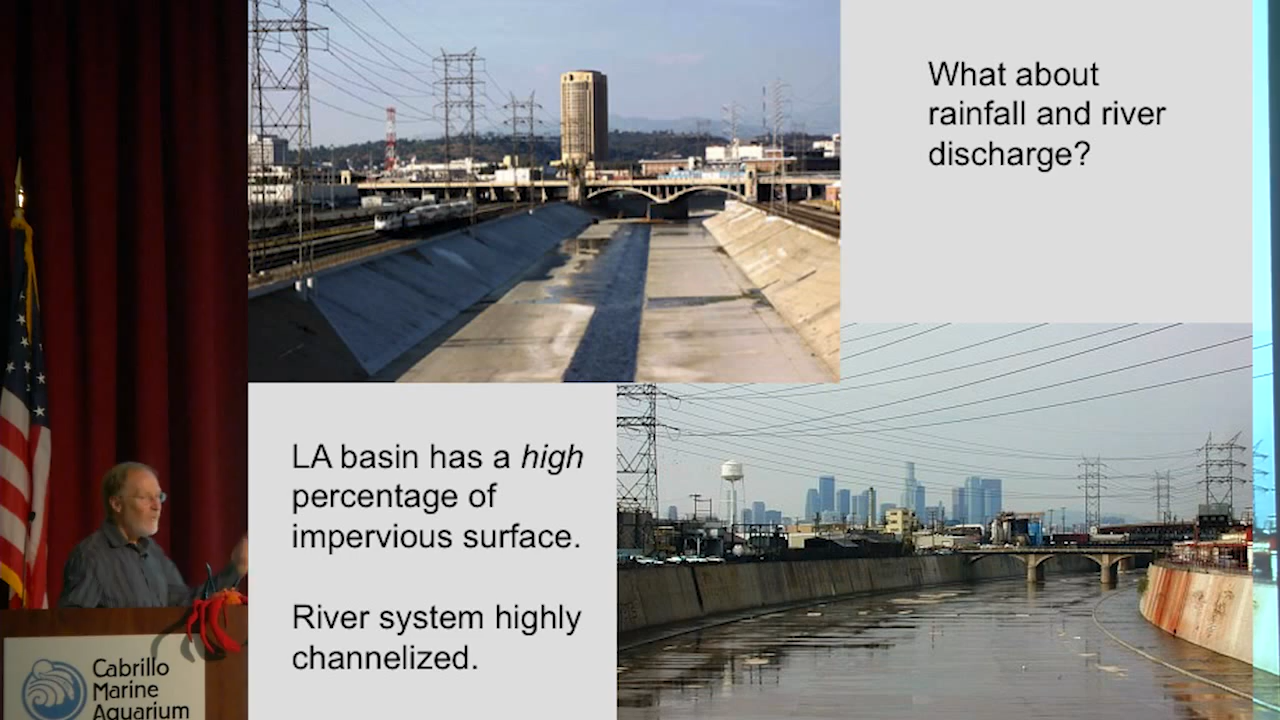 What about
rainfall and river
discharge?
LA basin has a high
percentage of
impervious surface.
River system highly
channelized.
Cabrillo
Marine
Aquarium